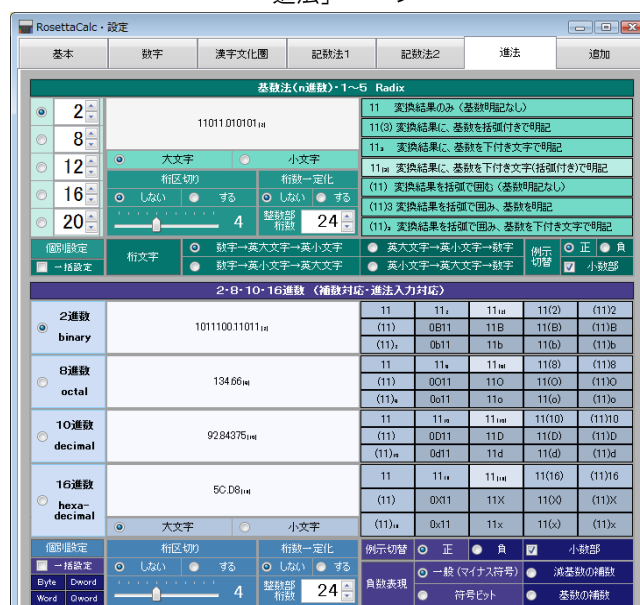 進法」
RosettaCalc・設定
基本 数字 漢字文化圏 記数法1 記数法2 進法 追加
基数法(n進数)・1～5 Radix
2
8
12
16
20
11011.010101
大文字 小文字
桁区切り 桁数一定化
しない する しない する
4 整数部桁数 24
11 変換結果のみ（基数明記なし）
11(3) 変換結果に、基数を括弧付きで明記
11₃ 変換結果に、基数を下付き文字で明記
11₍₃₎ 変換結果に、基数を下付き文字(括弧付き)で明記
(11) 変換結果を括弧で囲む（基数明記なし）
(11)3 変換結果を括弧で囲み、基数を明記
(11)₃ 変換結果を括弧で囲み、基数を下付き文字で明記
個別設定
一括設定
桁文字
数字→英大文字→英小文字 英大文字→英小文字→数字
数字→英小文字→英大文字 英小文字→英大文字→数字
例示切替 正 負
小数部
2・8・10・16進数（補数対応・進法入力対応）
2進数
binary
1011100.11011₍₂₎
11 11₂ 11₍₂₎ 11(2) (11)2
(11) 0B11 11B 11(B) (11)B
(11)₂ 0b11 11b 11(b) (11)b
8進数
octal
134.66₍₈₎
11 11₈ 11₍₈₎ 11(8) (11)8
(11) 0O11 11O 11(O) (11)O
(11)₈ 0o11 11o 11(o) (11)o
10進数
decimal
92.84375₍₁₀₎
11 11₁₀ 11₍₁₀₎ 11(10) (11)10
(11) 0D11 11D 11(D) (11)D
(11)₁₀ 0d11 11d 11(d) (11)d
16進数
hexa-
decimal
5C.D8₍₁₆₎
大文字 小文字
11 11₁₆ 11₍₁₆₎ 11(16) (11)16
(11) 0X11 11X 11(X) (11)X
(11)₁₆ 0x11 11x 11(x) (11)x
個別設定
一括設定
Byte Dword
Word Qword
桁区切り 桁数一定化
しない する しない する
4 整数部桁数 24
例示切替 正 負 小数部
負数表現 一般（マイナス符号） 減基数の補数
符号ビット 基数の補数